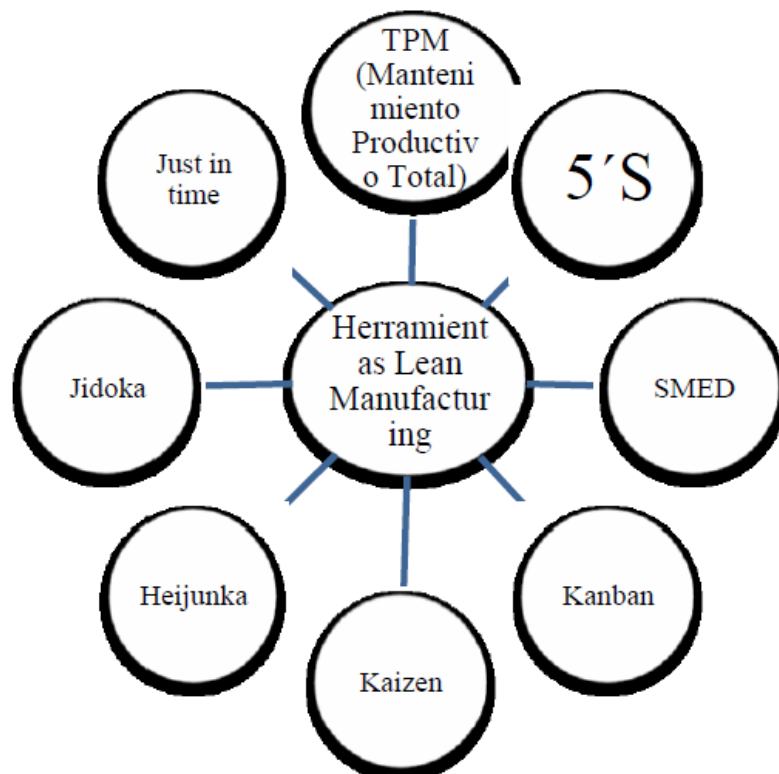 TPM
(Manteni
miento
Productiv
o Total)
5´S
Just in
time
Herramient
as Lean
Manufactur
ing
Jidoka
SMED
Heijunka
Kanban
Kaizen